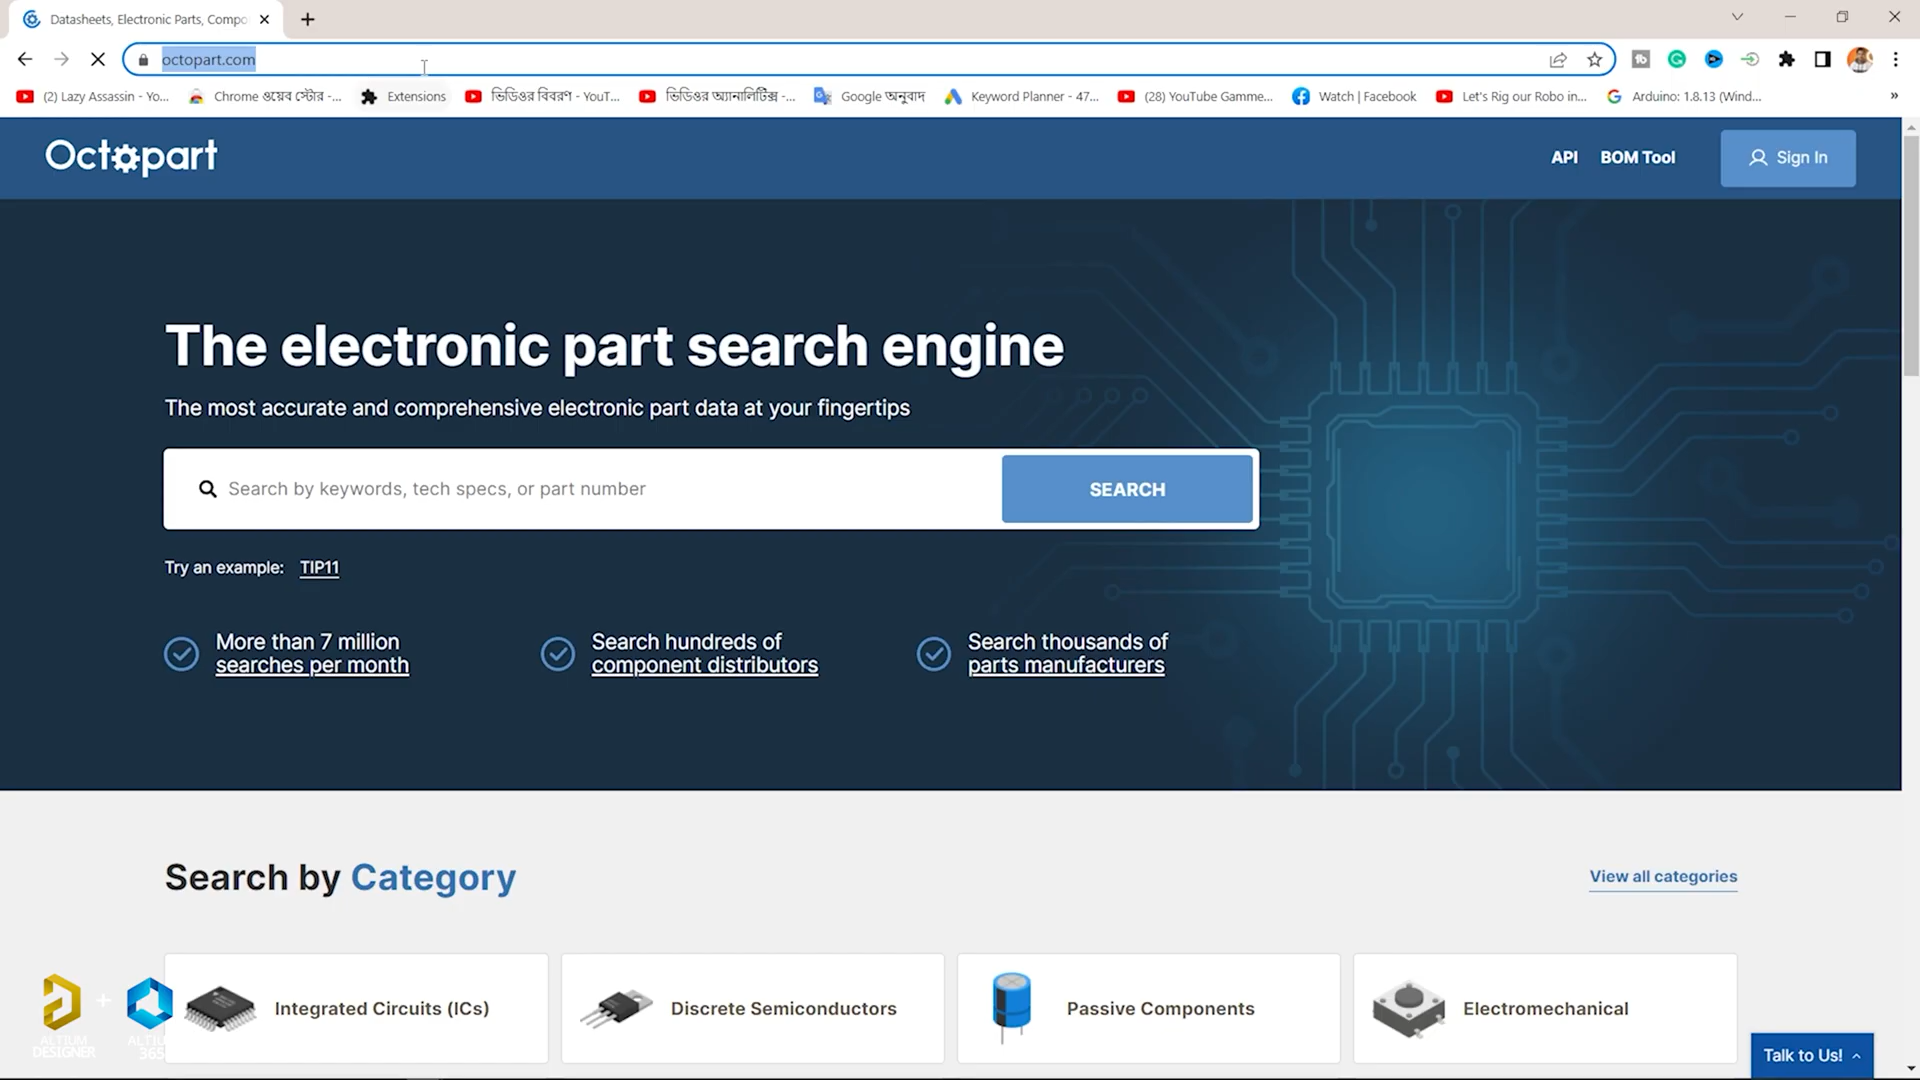 Datasheets, Electronic Parts, Compo
octopart.com
(2) Lazy Assassin - Yo...
Chrome ওয়েব স্টোর -...
Extensions
ভিডিওর বিবরণ - YouT...
ভিডিওর অ্যানালিটিক্স -...
Google অনুবাদ
Keyword Planner - 47...
(28) YouTube Gamme...
Watch | Facebook
Let's Rig our Robo in...
Arduino: 1.8.13 (Wind...
»
Octopart
API
BOM Tool
Sign In
The electronic part search engine
The most accurate and comprehensive electronic part data at your fingertips
Search by keywords, tech specs, or part number
SEARCH
Try an example: TIP11
More than 7 million
searches per month
Search hundreds of
component distributors
Search thousands of
parts manufacturers
Search by Category
View all categories
Integrated Circuits (ICs)
Discrete Semiconductors
Passive Components
Electromechanical
ALTIUM
DESIGNER
+
ALTIU
365
Talk to Us!